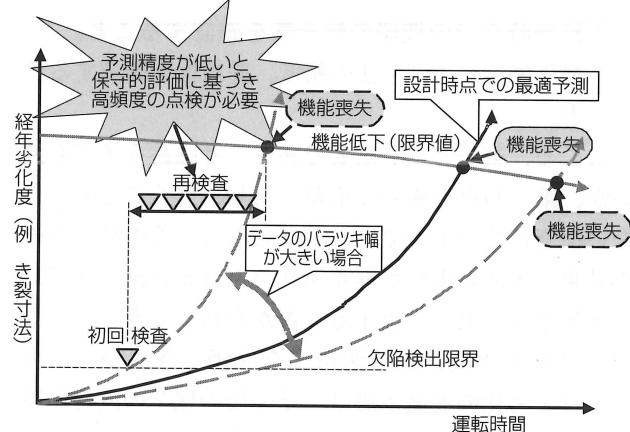 予測精度が低いと
保守的評価に基づき
高頻度の点検が必要
設計時点での最適予測
機能喪失
機能低下(限界値)
機能喪失
再検査
機能喪失
データのバラツキ幅
が大きい場合
初回検査
欠陥検出限界
経年劣化度(例 き裂寸法)
運転時間